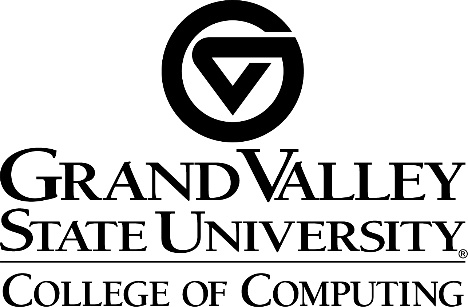 GRAND VALLEY
STATE UNIVERSITY®
COLLEGE OF COMPUTING